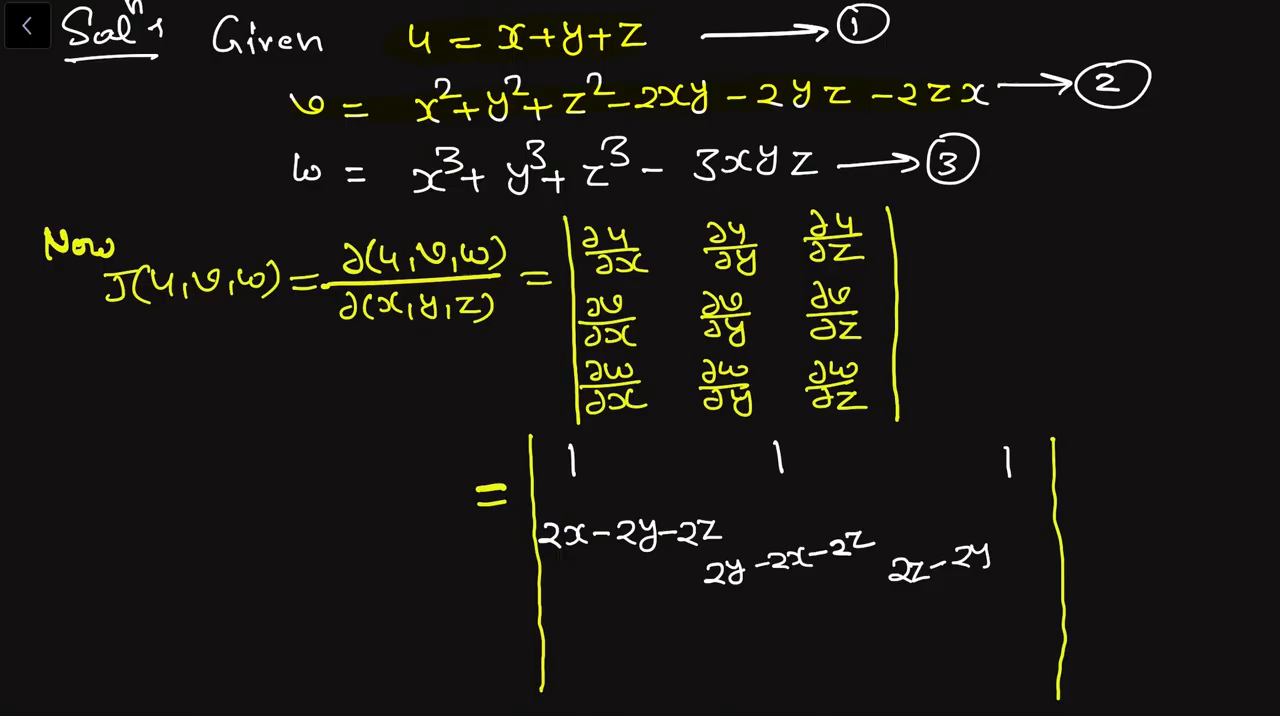 Solⁿ: Given u = x+y+z ⟶ ①
v = x²+y²+z²-2xy-2yz-2zx ⟶ ②
w = x³+y³+z³-3xyz ⟶ ③
Now
J(u,v,w) = ∂(u,v,w)/∂(x,y,z) = | ∂u/∂x ∂u/∂y ∂u/∂z |
| ∂v/∂x ∂v/∂y ∂v/∂z |
| ∂w/∂x ∂w/∂y ∂w/∂z |
= | 1 1 1 |
| 2x-2y-2z 2y-2x-2z 2z-2y |